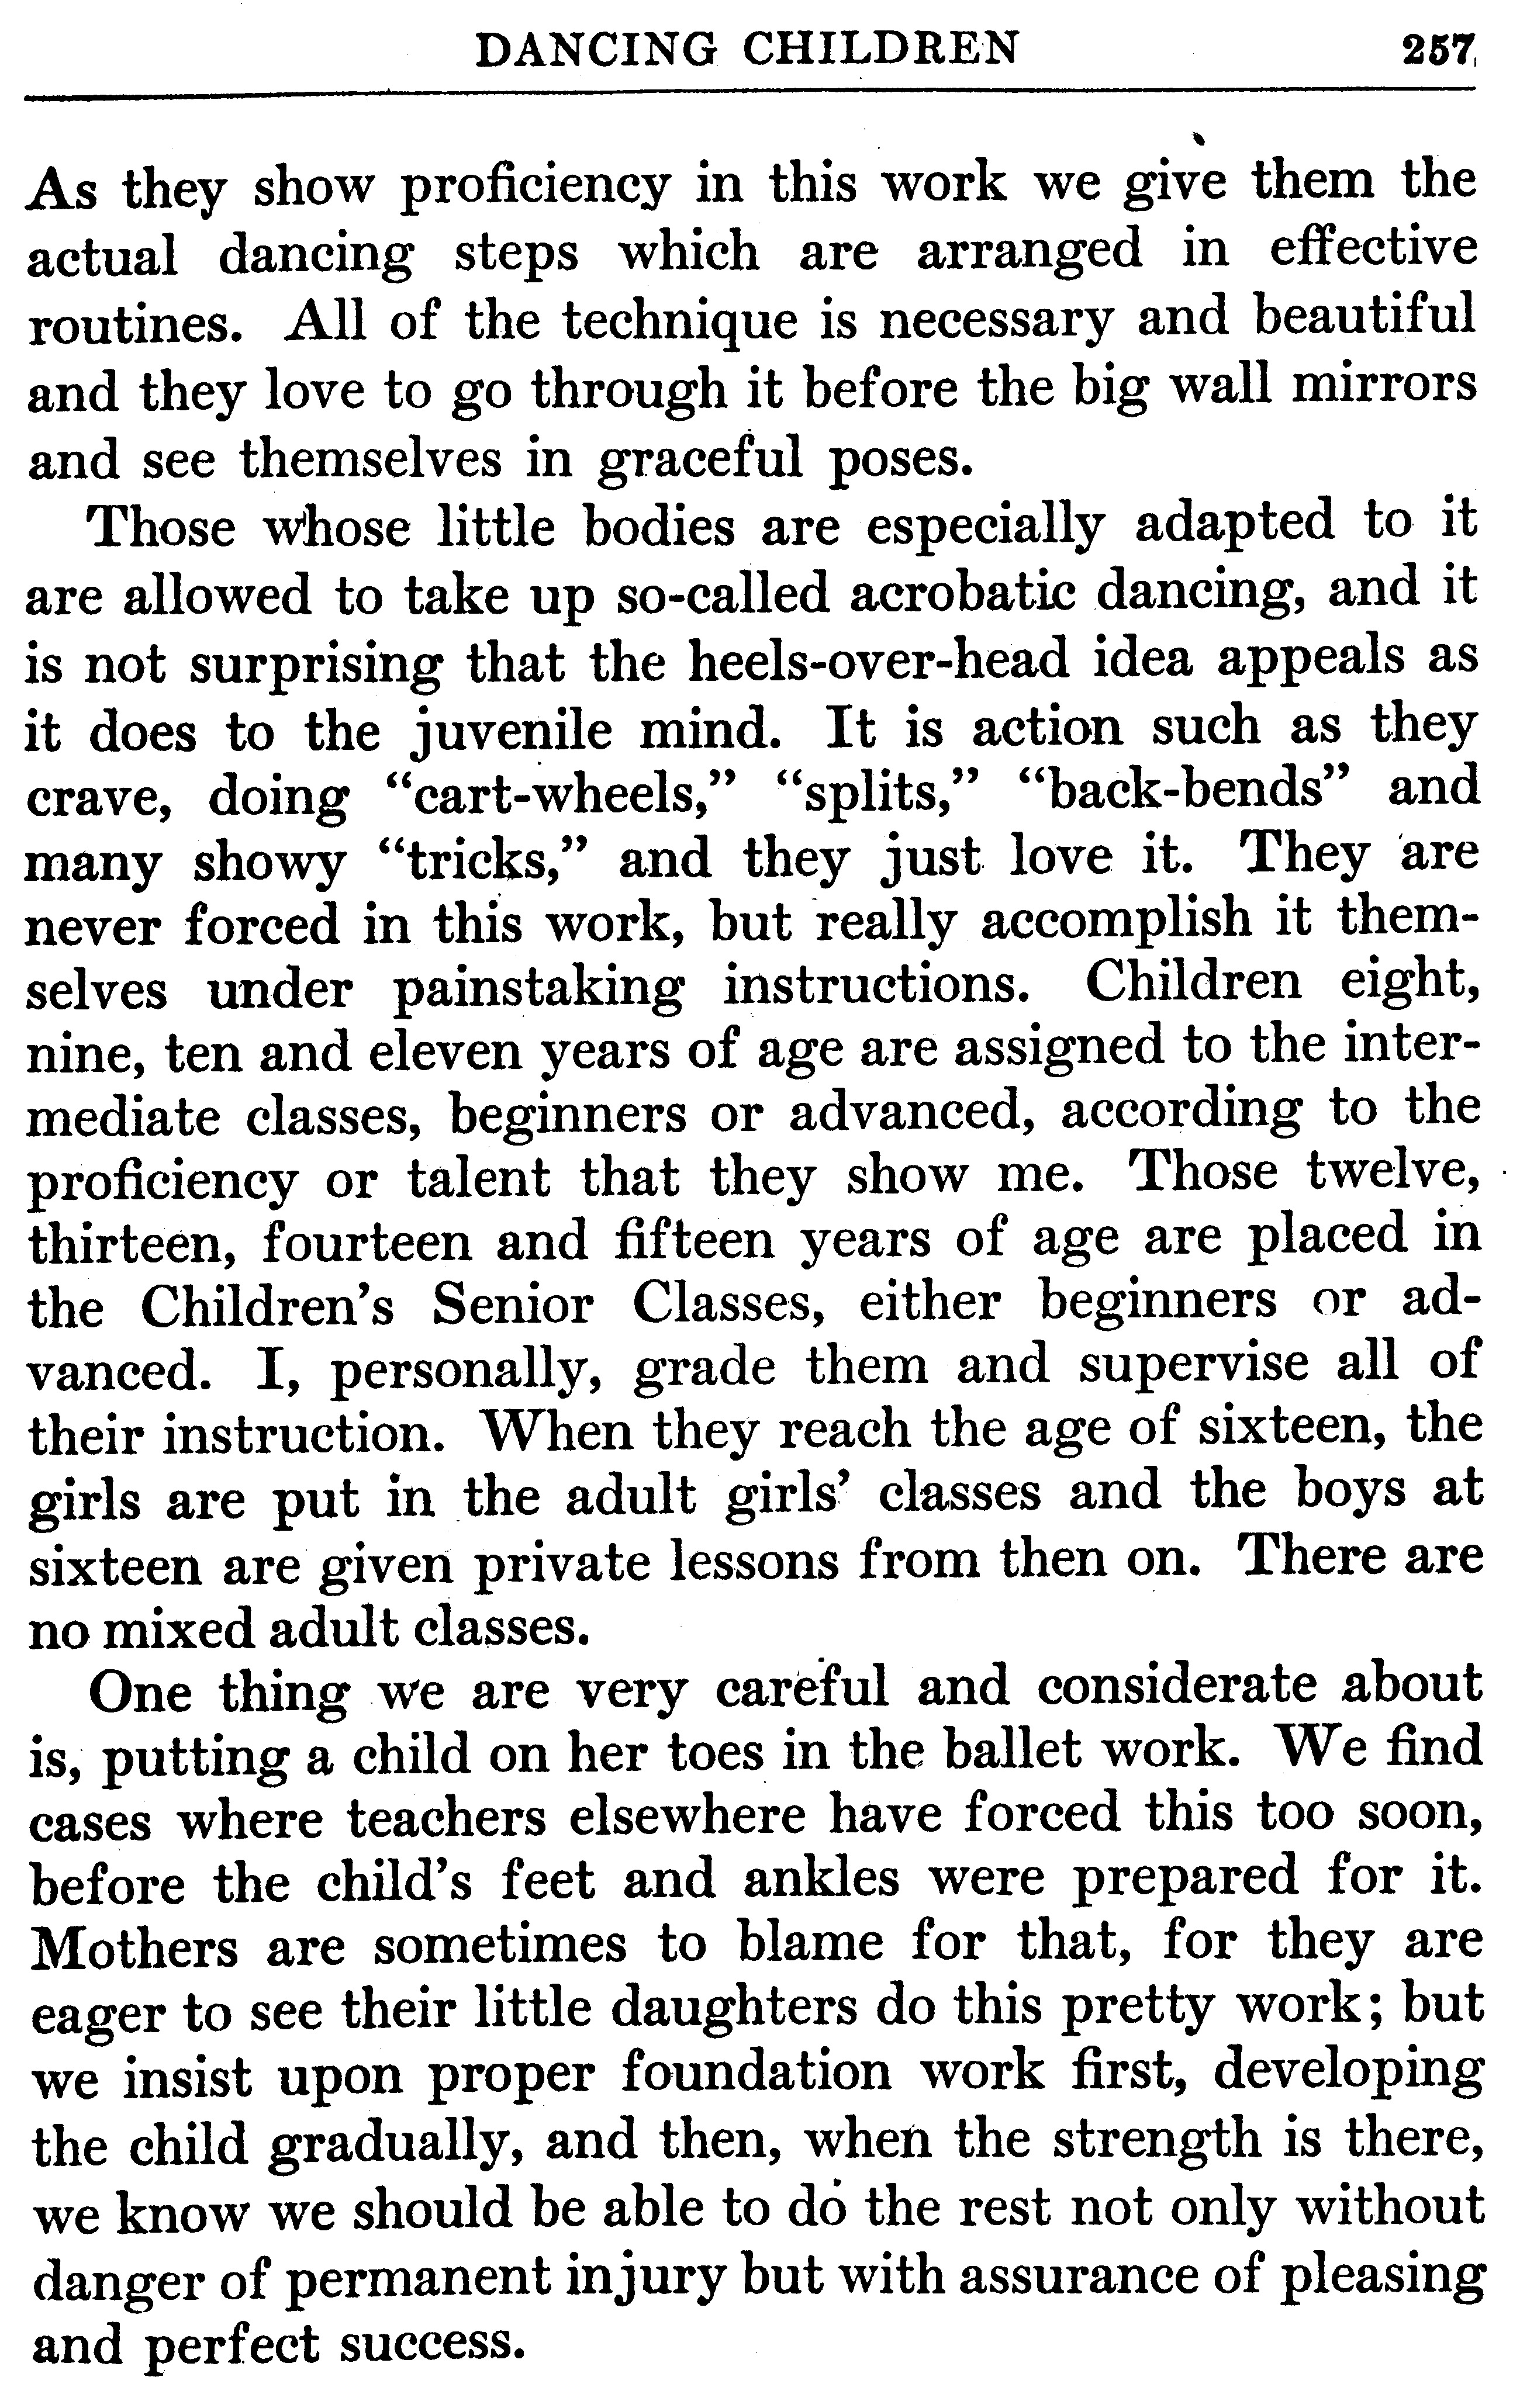 DANCING CHILDREN 257
As they show proficiency in this work we give them the
actual dancing steps which are arranged in effective
routines. All of the technique is necessary and beautiful
and they love to go through it before the big wall mirrors
and see themselves in graceful poses.
Those whose little bodies are especially adapted to it
are allowed to take up so-called acrobatic dancing, and it
is not surprising that the heels-over-head idea appeals as
it does to the juvenile mind. It is action such as they
crave, doing “cart-wheels,” “splits,” “back-bends” and
many showy “tricks,” and they just love it. They are
never forced in this work, but really accomplish it them-
selves under painstaking instructions. Children eight,
nine, ten and eleven years of age are assigned to the inter-
mediate classes, beginners or advanced, according to the
proficiency or talent that they show me. Those twelve,
thirteen, fourteen and fifteen years of age are placed in
the Children’s Senior Classes, either beginners or ad-
vanced. I, personally, grade them and supervise all of
their instruction. When they reach the age of sixteen, the
girls are put in the adult girls’ classes and the boys at
sixteen are given private lessons from then on. There are
no mixed adult classes.
One thing we are very careful and considerate about
is, putting a child on her toes in the ballet work. We find
cases where teachers elsewhere have forced this too soon,
before the child’s feet and ankles were prepared for it.
Mothers are sometimes to blame for that, for they are
eager to see their little daughters do this pretty work; but
we insist upon proper foundation work first, developing
the child gradually, and then, when the strength is there,
we know we should be able to do the rest not only without
danger of permanent injury but with assurance of pleasing
and perfect success.